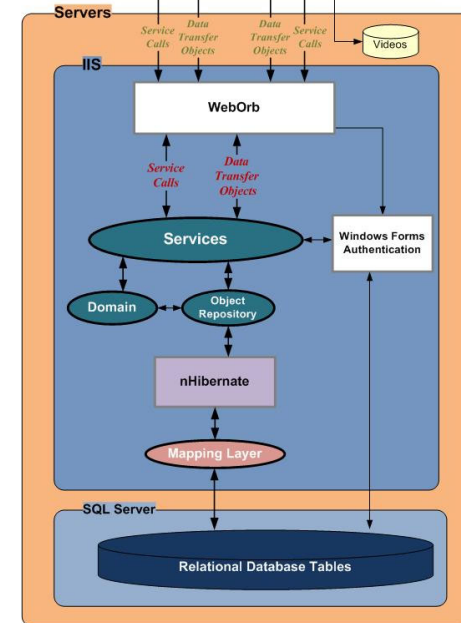 Servers
Service
Calls
Data
Transfer
Objects
Data
Transfer
Objects
Service
Calls
Videos
IIS
WebOrb
Service
Calls
Data
Transfer
Objects
Services
Windows Forms
Authentication
Domain
Object
Repository
nHibernate
Mapping Layer
SQL Server
Relational Database Tables